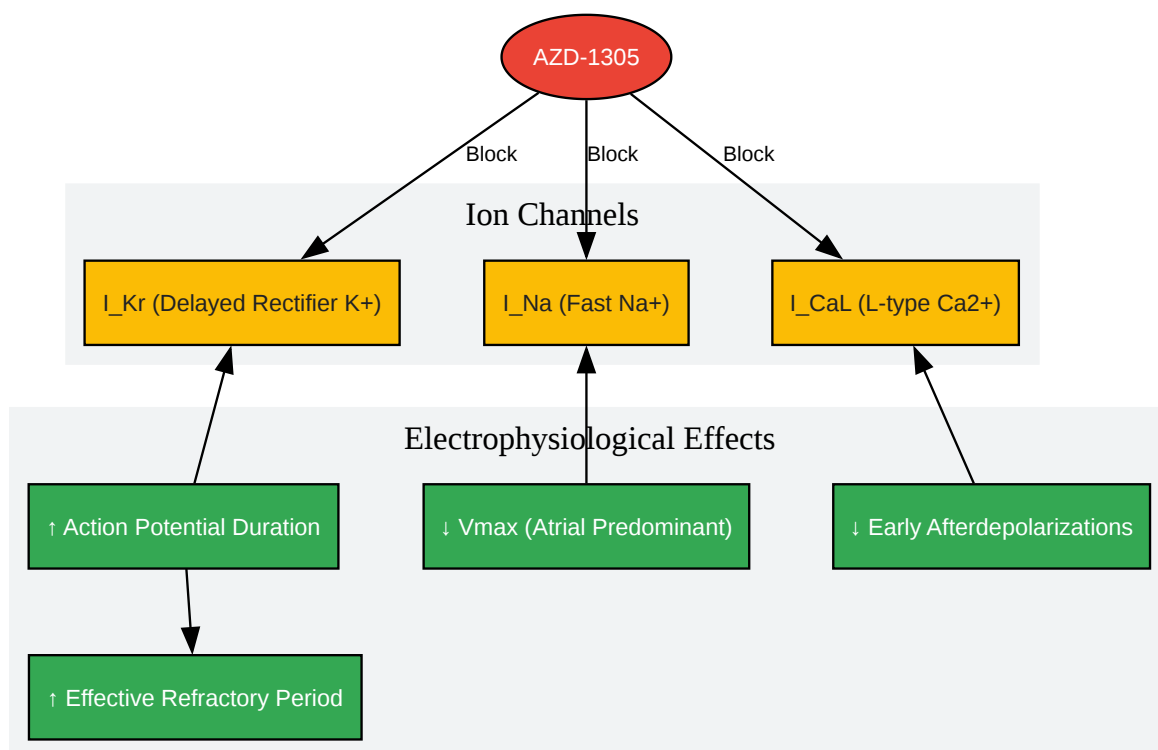 AZD-1305
Block
Block
Block
Ion Channels
I_Kr (Delayed Rectifier K+)
I_Na (Fast Na+)
I_CaL (L-type Ca2+)
Electrophysiological Effects
↑ Action Potential Duration
↓ Vmax (Atrial Predominant)
↓ Early Afterdepolarizations
↑ Effective Refractory Period